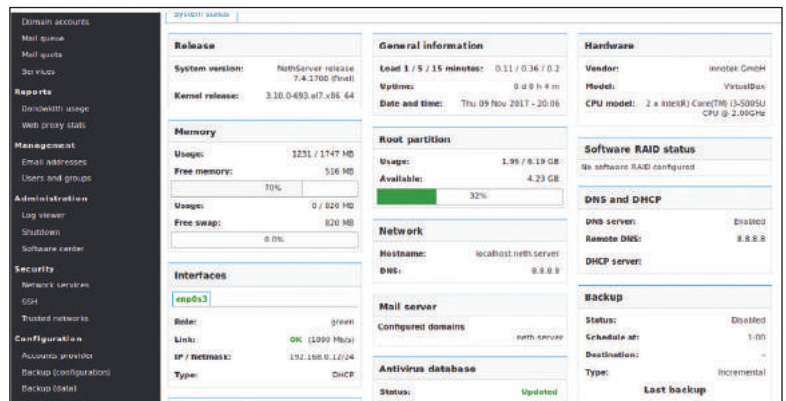 Domain accounts
Mail queue
Mail quota
Services
Reports
Bandwidth usage
Web proxy stats
Management
Email addresses
Users and groups
Administration
Log viewer
Shutdown
Software center
Security
Network services
SSH
Trusted networks
Configuration
Accounts provider
Backup (configuration)
Backup (data)
System status
Release
System version: NethServer release 7.4.1708 (final)
Kernel release: 3.10.0-693.el7.x86_64
Memory
Usage: 1231 / 1747 MB
Free memory: 516 MB
70%
Usage: 0 / 820 MB
Free swap: 820 MB
0.0%
Interfaces
enp0s3
Role: green
Link: OK (1000 Mb/s)
IP / Netmask: 192.168.0.12/24
Type: DHCP
General information
Load 1 / 5 / 15 minutes: 0.11 / 0.36 / 0.2
Uptime: 0 d 0 h 4 m
Date and time: Thu 09 Nov 2017 - 20:06
Root partition
Usage: 1.95 / 6.19 GB
Available: 4.23 GB
32%
Network
Hostname: localhost.neth.server
DNS: 8.8.8.8
Mail server
Configured domains
neth.server
Antivirus database
Status: Updated
Hardware
Vendor: innotek GmbH
Model: VirtualBox
CPU model: 2 x Intel(R) Core(TM) i3-5005U CPU @ 2.00GHz
Software RAID status
No software RAID configured
DNS and DHCP
DNS server: Enabled
Remote DNS: 8.8.8.8
DHCP server:
Backup
Status: Disabled
Schedule at: 1:00
Destination: -
Type: incremental
Last backup